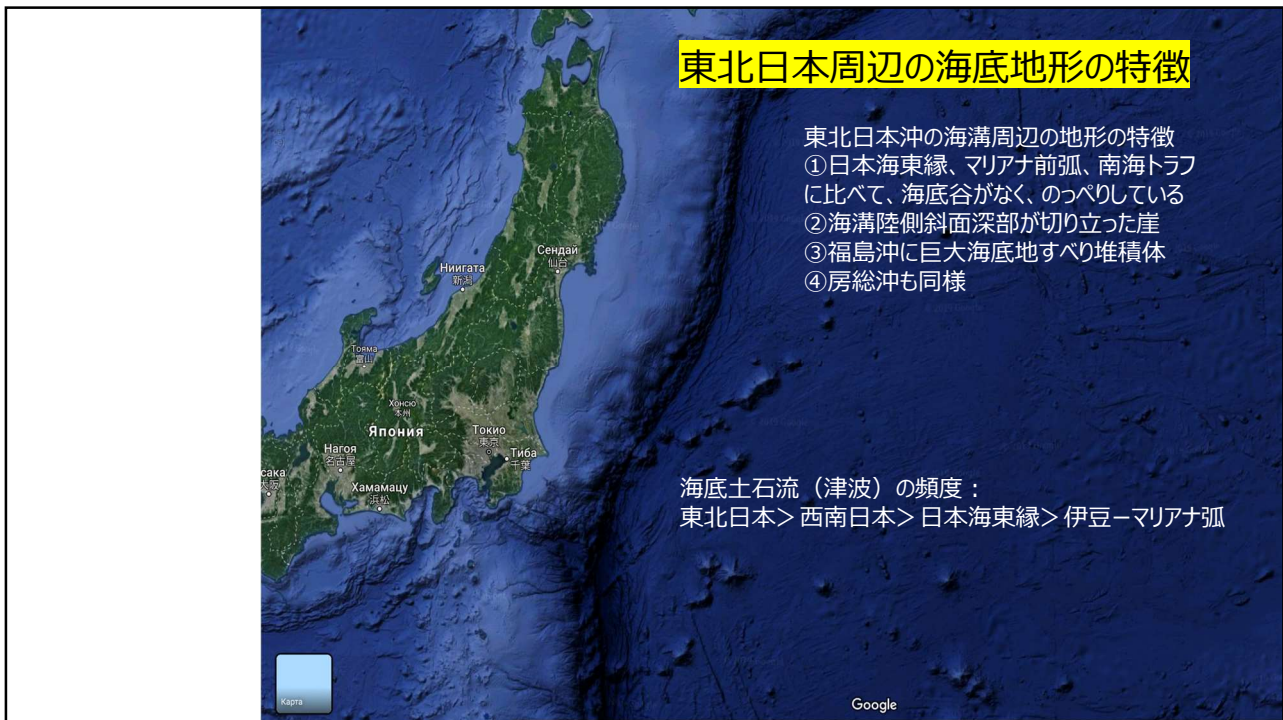 東北日本周辺の海底地形の特徴
東北日本沖の海溝周辺の地形の特徴
①日本海東縁、マリアナ前弧、南海トラフ
に比べて、海底谷がなく、のっぺりしている
②海溝陸側斜面深部が切り立った崖
③福島沖に巨大海底地すべり堆積体
④房総沖も同様
Сендай
仙台
Ниигата
新潟
Тояма
富山
Хонсю
本州
Япония
Токио
東京
Тиба
千葉
Нагоя
名古屋
сака
大阪
Хамамацу
浜松
海底土石流（津波）の頻度：
東北日本＞西南日本＞日本海東縁＞伊豆ーマリアナ弧
Карта
Google